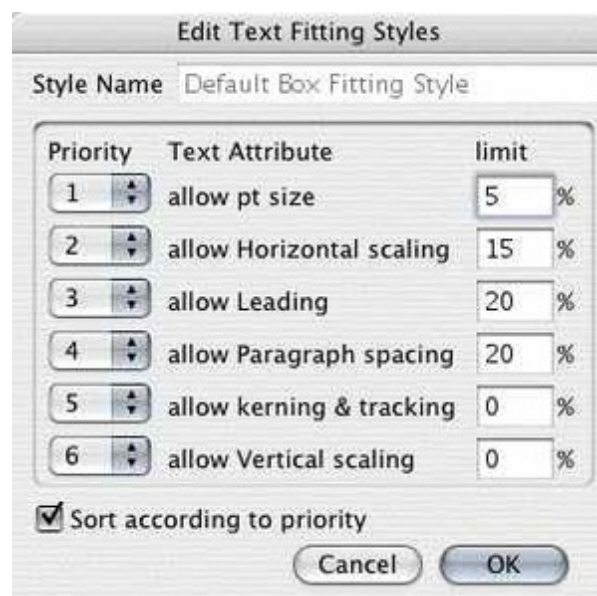 Edit Text Fitting Styles
Style Name Default Box Fitting Style
Priority Text Attribute limit
1 allow pt size 5 %
2 allow Horizontal scaling 15 %
3 allow Leading 20 %
4 allow Paragraph spacing 20 %
5 allow kerning & tracking 0 %
6 allow Vertical scaling 0 %
Sort according to priority
Cancel OK